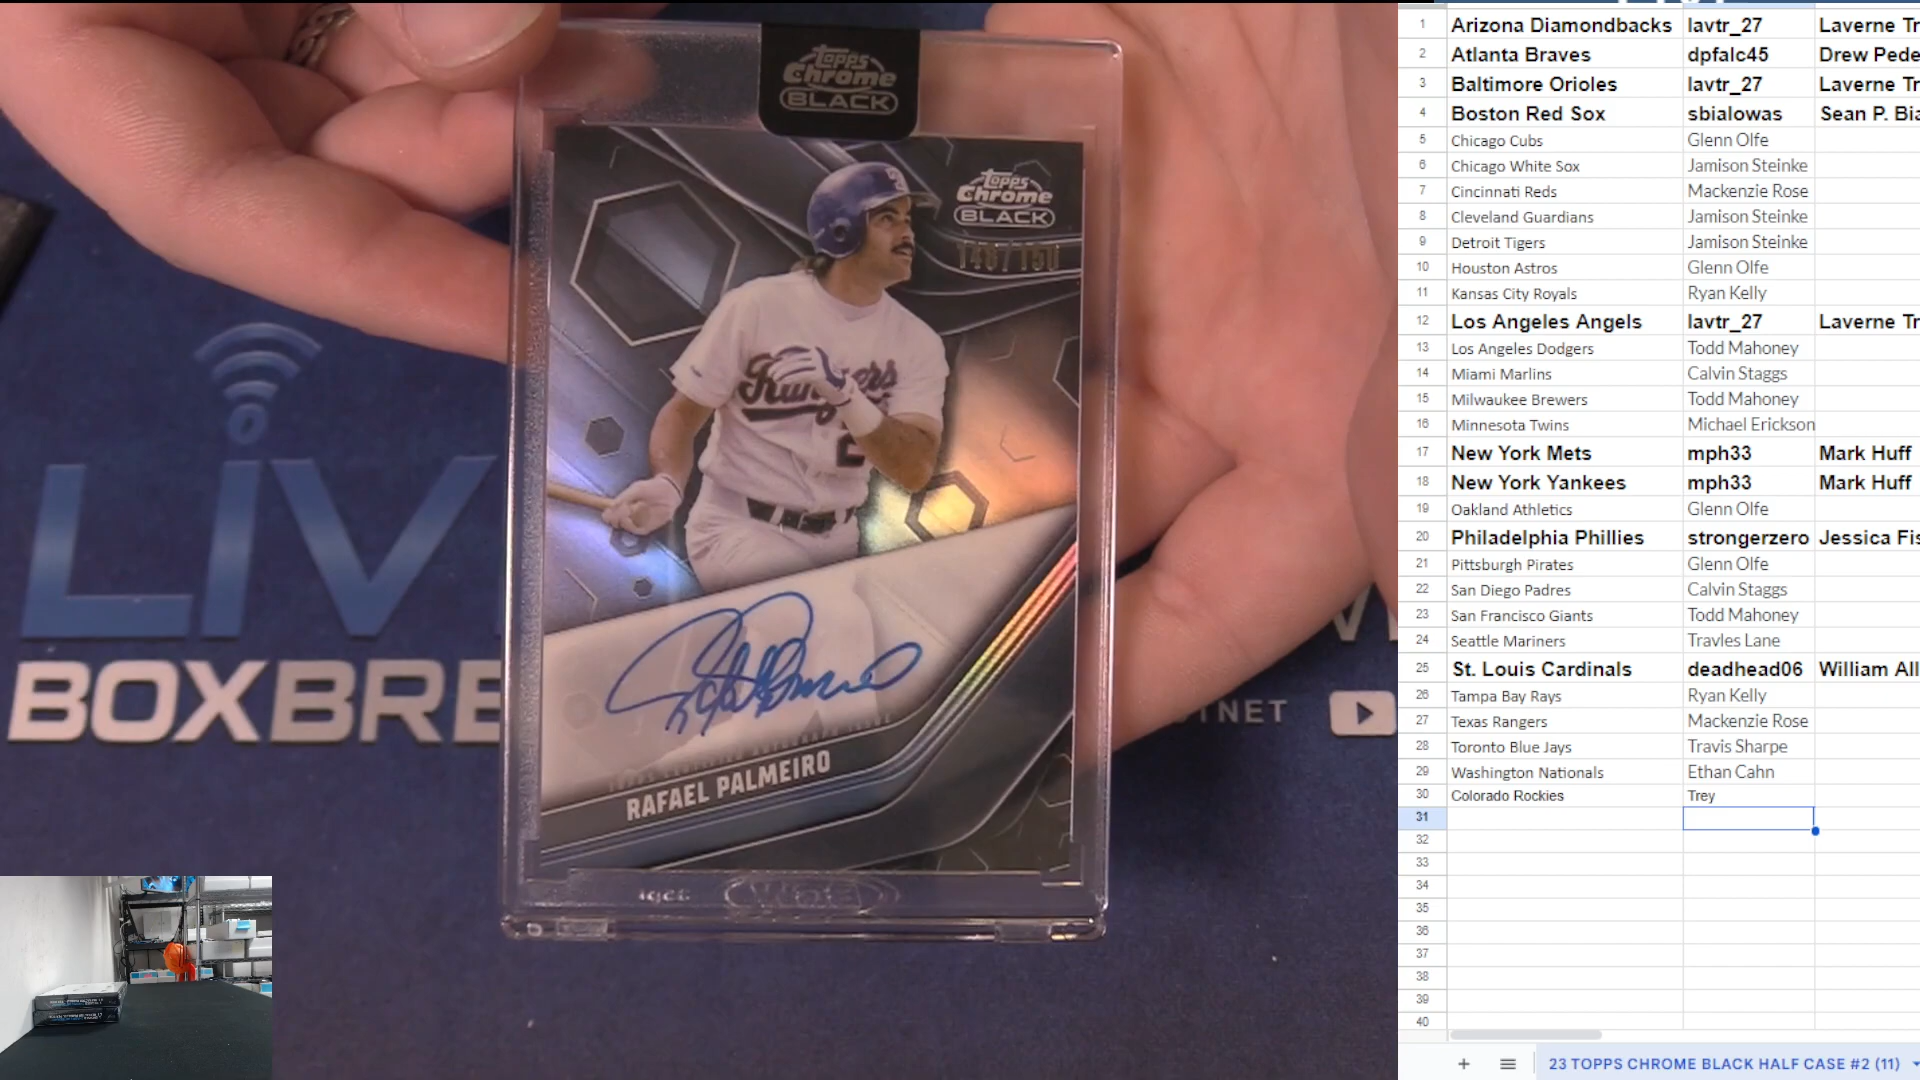 Topps
Chrome
BLACK
Topps
Chrome
BLACK
148/150
Rangers
2
TOPPS CERTIFIED AUTOGRAPH ISSUE
RAFAEL PALMEIRO
LIV
BOXBRE
NET
1 Arizona Diamondbacks lavtr_27 Laverne Tr
2 Atlanta Braves dpfalc45 Drew Pede
3 Baltimore Orioles lavtr_27 Laverne Tr
4 Boston Red Sox sbialowas Sean P. Bia
5 Chicago Cubs Glenn Olfe
6 Chicago White Sox Jamison Steinke
7 Cincinnati Reds Mackenzie Rose
8 Cleveland Guardians Jamison Steinke
9 Detroit Tigers Jamison Steinke
10 Houston Astros Glenn Olfe
11 Kansas City Royals Ryan Kelly
12 Los Angeles Angels lavtr_27 Laverne Tr
13 Los Angeles Dodgers Todd Mahoney
14 Miami Marlins Calvin Staggs
15 Milwaukee Brewers Todd Mahoney
16 Minnesota Twins Michael Erickson
17 New York Mets mph33 Mark Huff
18 New York Yankees mph33 Mark Huff
19 Oakland Athletics Glenn Olfe
20 Philadelphia Phillies strongerzero Jessica Fis
21 Pittsburgh Pirates Glenn Olfe
22 San Diego Padres Calvin Staggs
23 San Francisco Giants Todd Mahoney
24 Seattle Mariners Travles Lane
25 St. Louis Cardinals deadhead06 William All
26 Tampa Bay Rays Ryan Kelly
27 Texas Rangers Mackenzie Rose
28 Toronto Blue Jays Travis Sharpe
29 Washington Nationals Ethan Cahn
30 Colorado Rockies Trey
31
32
33
34
35
36
37
38
39
40
23 TOPPS CHROME BLACK HALF CASE #2 (11)